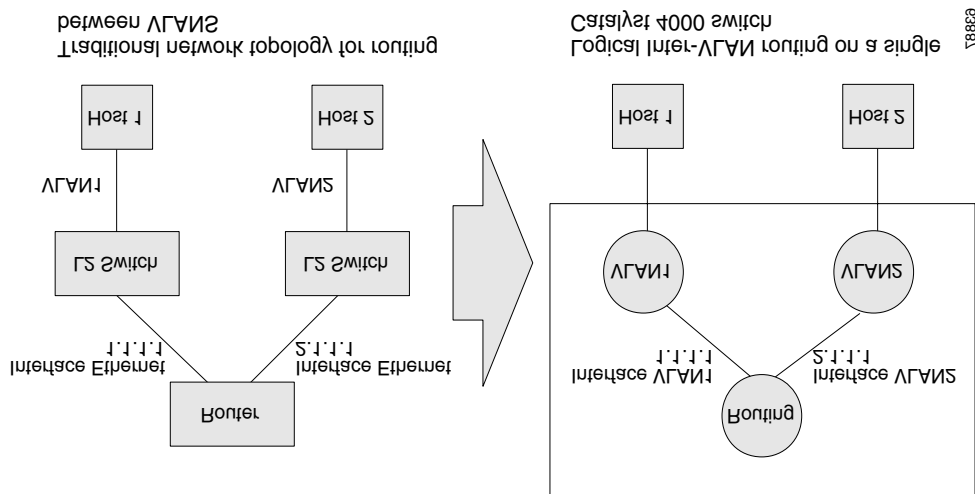 Router
Interface Ethernet
1.1.1.1
Interface Ethernet
2.1.1.1
L2 Switch
L2 Switch
VLAN1
VLAN2
Host 1
Host 2
Traditional network topology for routing
between VLANS
Routing
Interface VLAN1
1.1.1.1
Interface VLAN2
2.1.1.1
VLAN1
VLAN2
Host 1
Host 2
Logical Inter-VLAN routing on a single
Catalyst 4000 switch